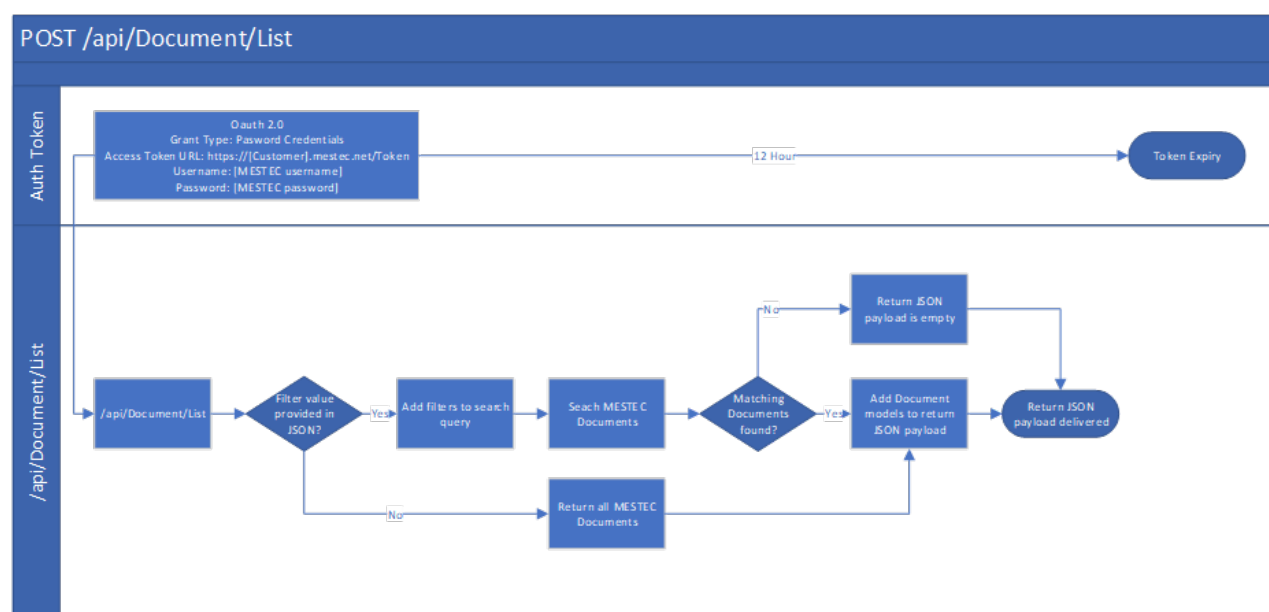 POST /api/Document/List
Auth Token
Oauth 2.0
Grant Type: Pasword Credentials
Access Token URL: https://[Customer].mestec.net/Token
Username: [MESTEC username]
Password: [MESTEC password]
12 Hour
Token Expiry
/api/Document/List
/api/Document/List
Filter value
provided in
JSON?
Yes
Add filters to search
query
Seach MESTEC
Documents
Matching
Documents
found?
No
Return JSON
payload is empty
Yes
Add Document
models to return
JSON payload
Return JSON
payload delivered
No
Return all MESTEC
Documents